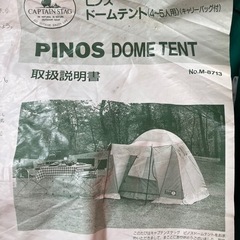 CAPTAIN STAG
ピノス
ドームテント(4~5人用)(キャリーバッグ付)
PINOS DOME TENT
取扱説明書
No.M-8713